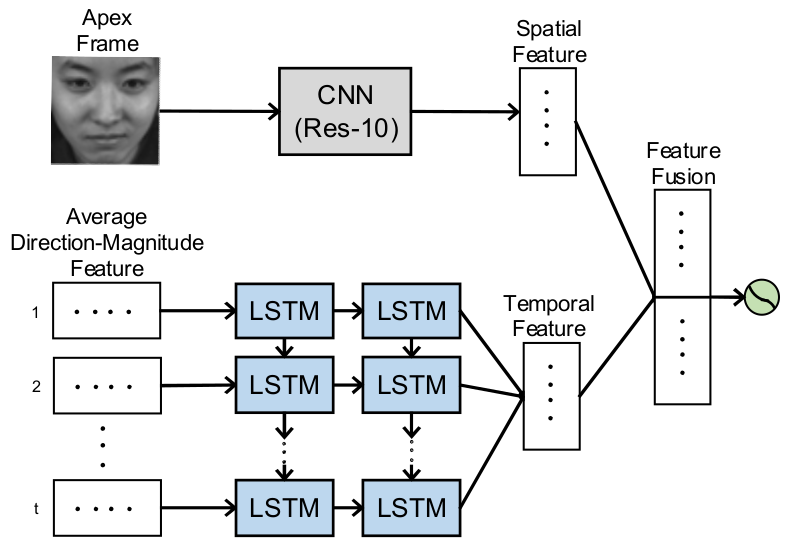 Apex
Frame
CNN
(Res-10)
Spatial
Feature
Feature
Fusion
Average
Direction-Magnitude
Feature
1
LSTM
LSTM
Temporal
Feature
2
LSTM
LSTM
t
LSTM
LSTM